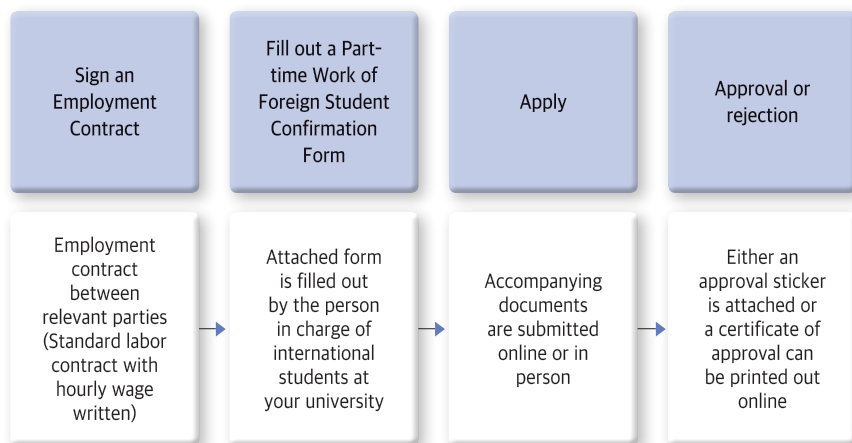 Sign an
Employment
Contract
Fill out a Part-
time Work of
Foreign Student
Confirmation
Form
Apply
Approval or
rejection
Employment
contract
between
relevant parties
(Standard labor
contract with
hourly wage
written)
Attached form
is filled out
by the person
in charge of
international
students at
your university
Accompanying
documents
are submitted
online or in
person
Either an
approval sticker
is attached or
a certificate of
approval can
be printed out
online